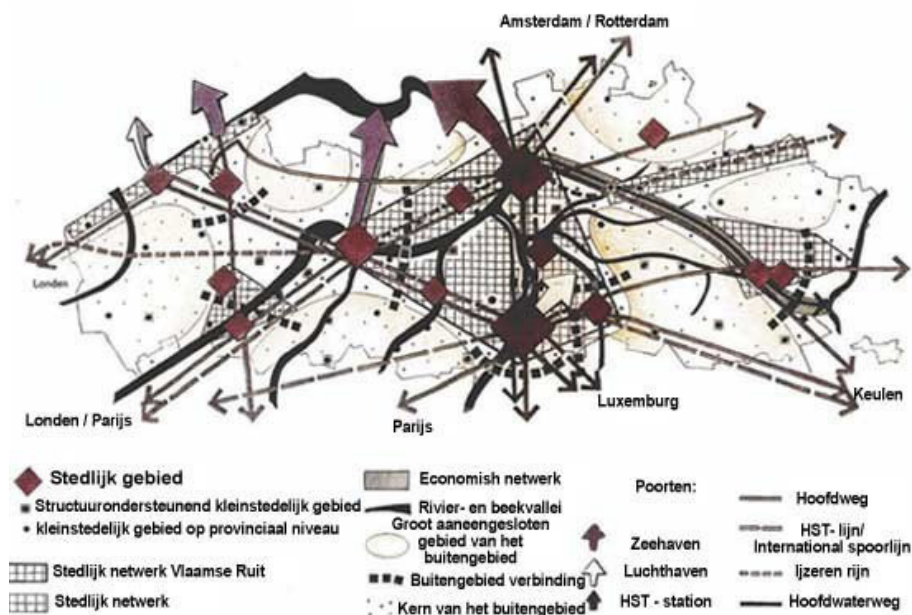 Amsterdam / Rotterdam
Londen
Londen / Parijs
Parijs
Luxemburg
Keulen
Stedlijk gebied
Structuurondersteunend kleinstedelijk gebied
kleinstedelijk gebied op provinciaal niveau
Stedlijk netwerk Vlaamse Ruit
Stedlijk netwerk
Economish netwerk
Rivier- en beekvallei
Groot aaneengesloten
gebied van het
buitengebied
Buitengebied verbinding
Kern van het buitengebied
Poorten:
Zeehaven
Luchthaven
HST - station
Hoofdweg
HST- lijn/
International spoorlijn
Ijzeren rijn
Hoofdwaterweg